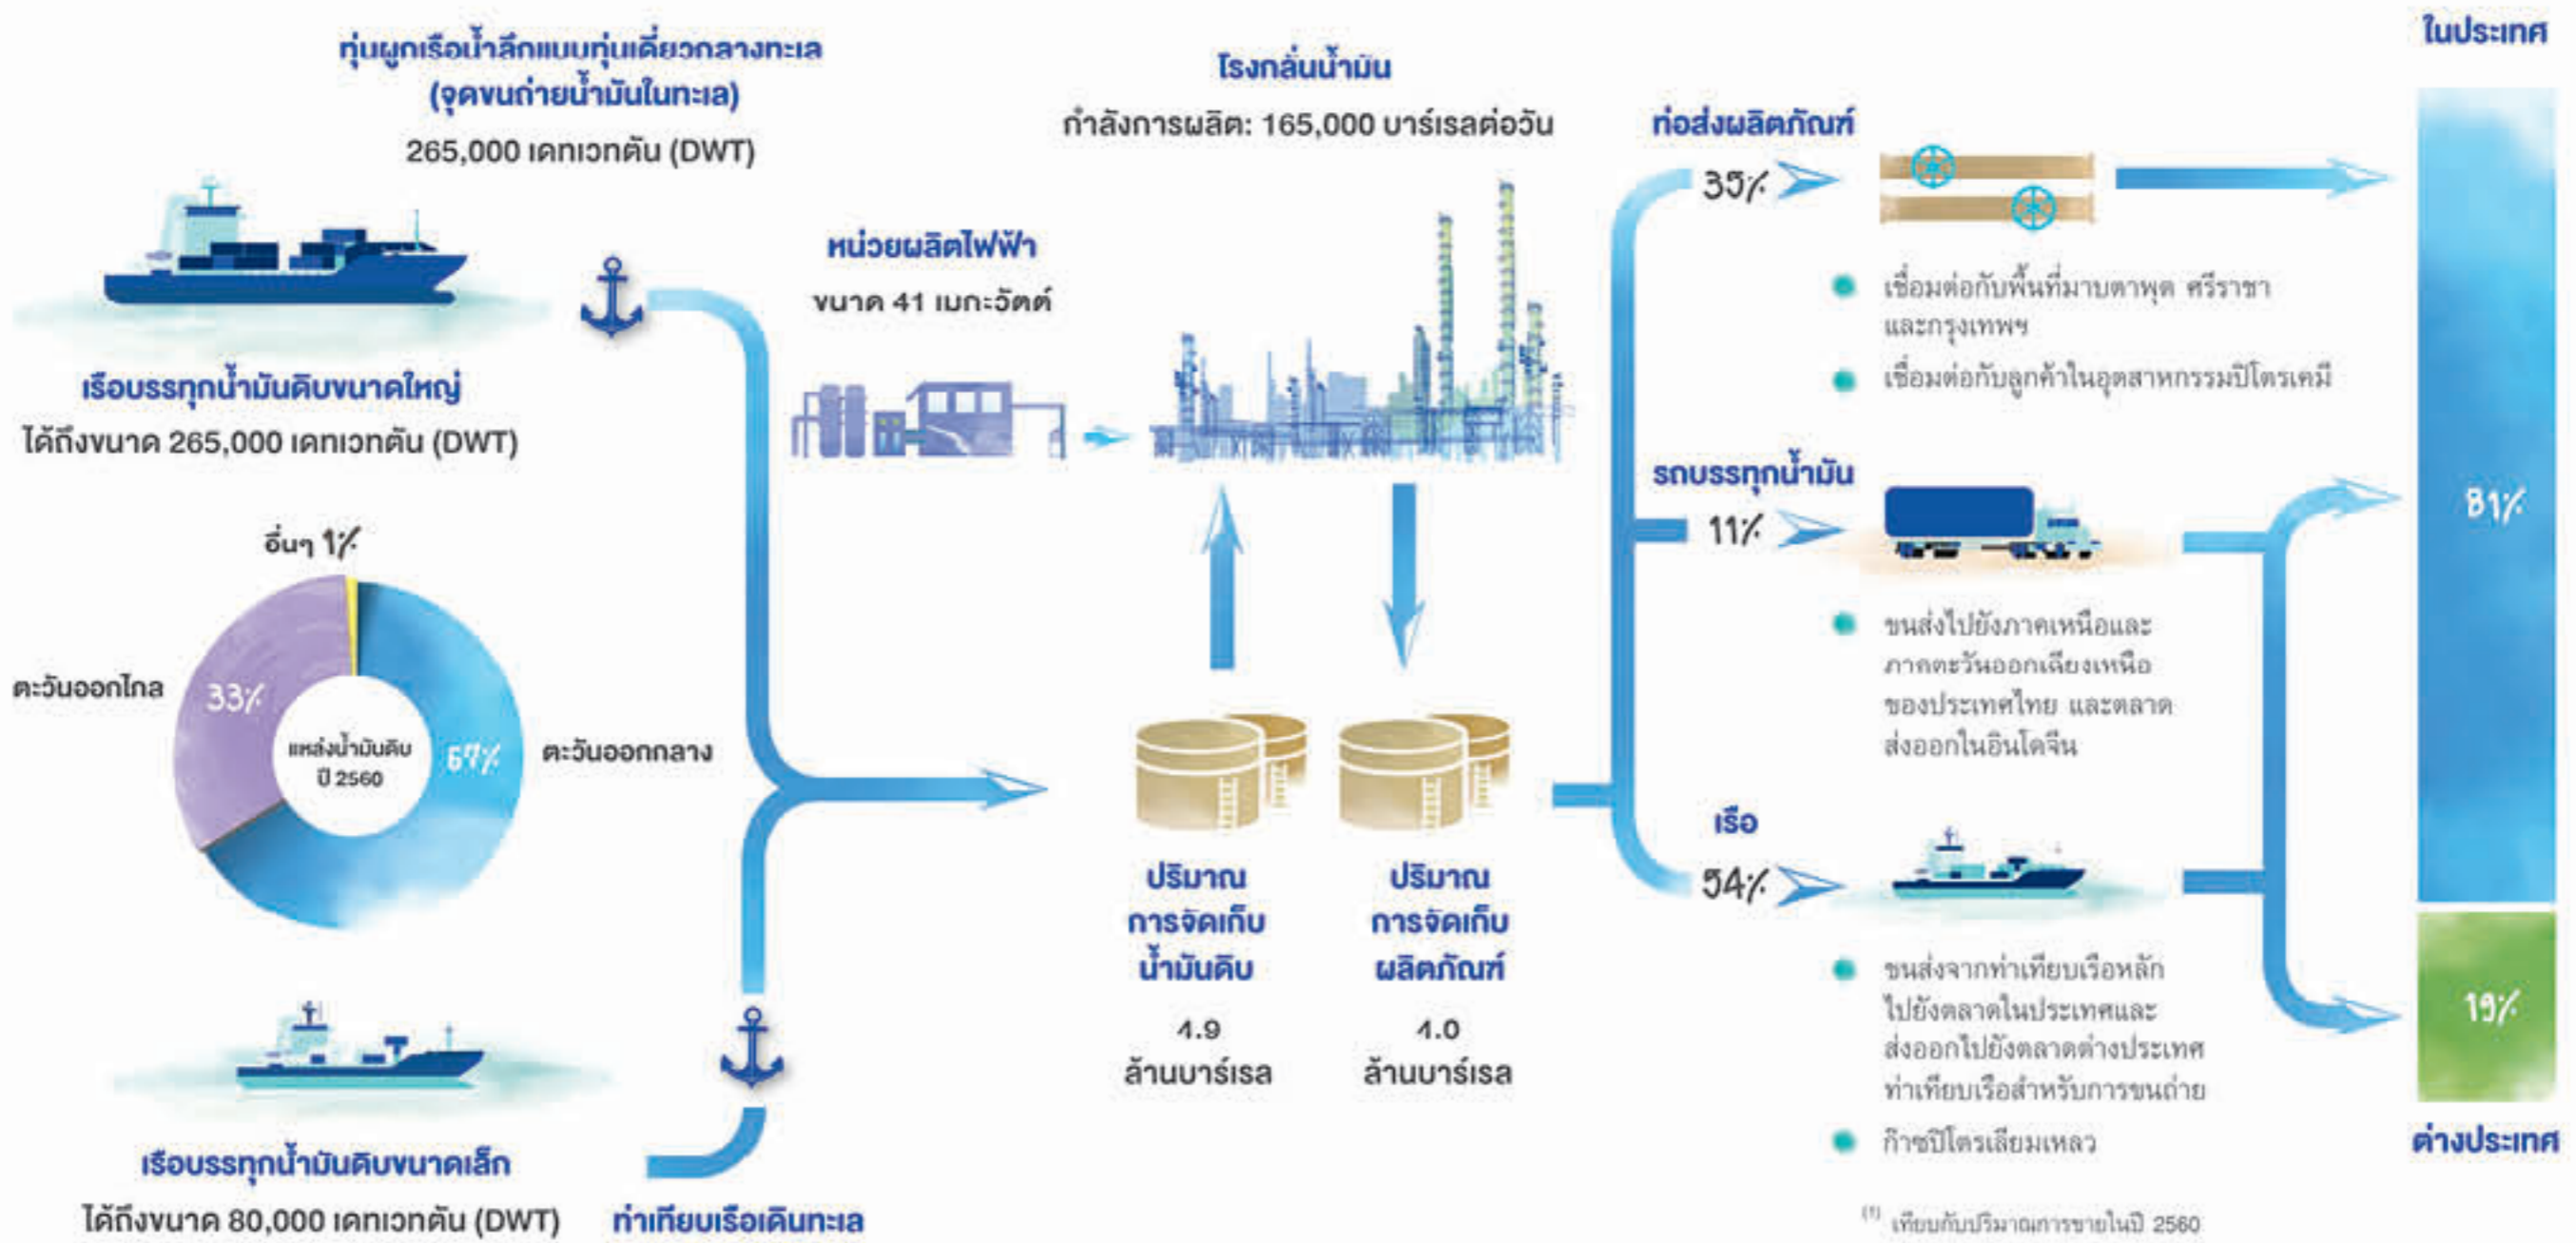 ทุ่นผูกเรือน้ำลึกแบบทุ่นเดี่ยวกลางทะเล
(จุดขนถ่ายน้ำมันในทะเล)
265,000 เดทเวทตัน (DWT)
เรือบรรทุกน้ำมันดิบขนาดใหญ่
ได้ถึงขนาด 265,000 เดทเวทตัน (DWT)
อื่นๆ 1%
ตะวันออกไกล
33%
แหล่งน้ำมันดิบ
ปี 2560
67%
ตะวันออกกลาง
เรือบรรทุกน้ำมันดิบขนาดเล็ก
ได้ถึงขนาด 80,000 เดทเวทตัน (DWT)
ท่าเทียบเรือเดินทะเล
หน่วยผลิตไฟฟ้า
ขนาด 41 เมกะวัตต์
โรงกลั่นน้ำมัน
กำลังการผลิต: 165,000 บาร์เรลต่อวัน
ปริมาณ
การจัดเก็บ
น้ำมันดิบ
4.9
ล้านบาร์เรล
ปริมาณ
การจัดเก็บ
ผลิตภัณฑ์
4.0
ล้านบาร์เรล
ท่อส่งผลิตภัณฑ์
35%
เชื่อมต่อกับพื้นที่มาบตาพุด ศรีราชา
และกรุงเทพฯ
เชื่อมต่อกับลูกค้าในอุตสาหกรรมปิโตรเคมี
รถบรรทุกน้ำมัน
11%
ขนส่งไปยังภาคเหนือและ
ภาคตะวันออกเฉียงเหนือ
ของประเทศไทย และตลาด
ส่งออกในอินโดจีน
เรือ
54%
ขนส่งจากท่าเทียบเรือหลัก
ไปยังตลาดในประเทศและ
ส่งออกไปยังตลาดต่างประเทศ
ท่าเทียบเรือสำหรับการขนถ่าย
ก๊าซปิโตรเลียมเหลว
ในประเทศ
81%
19%
ต่างประเทศ
(1) เทียบกับปริมาณการขายในปี 2560